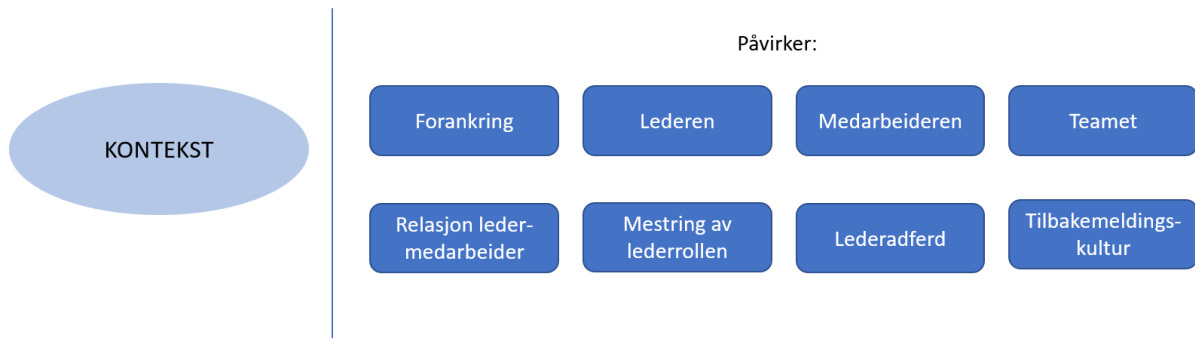 Påvirker:
KONTEKST
Forankring
Lederen
Medarbeideren
Teamet
Relasjon leder-
medarbeider
Mestring av
lederrollen
Lederadferd
Tilbakemeldings-
kultur